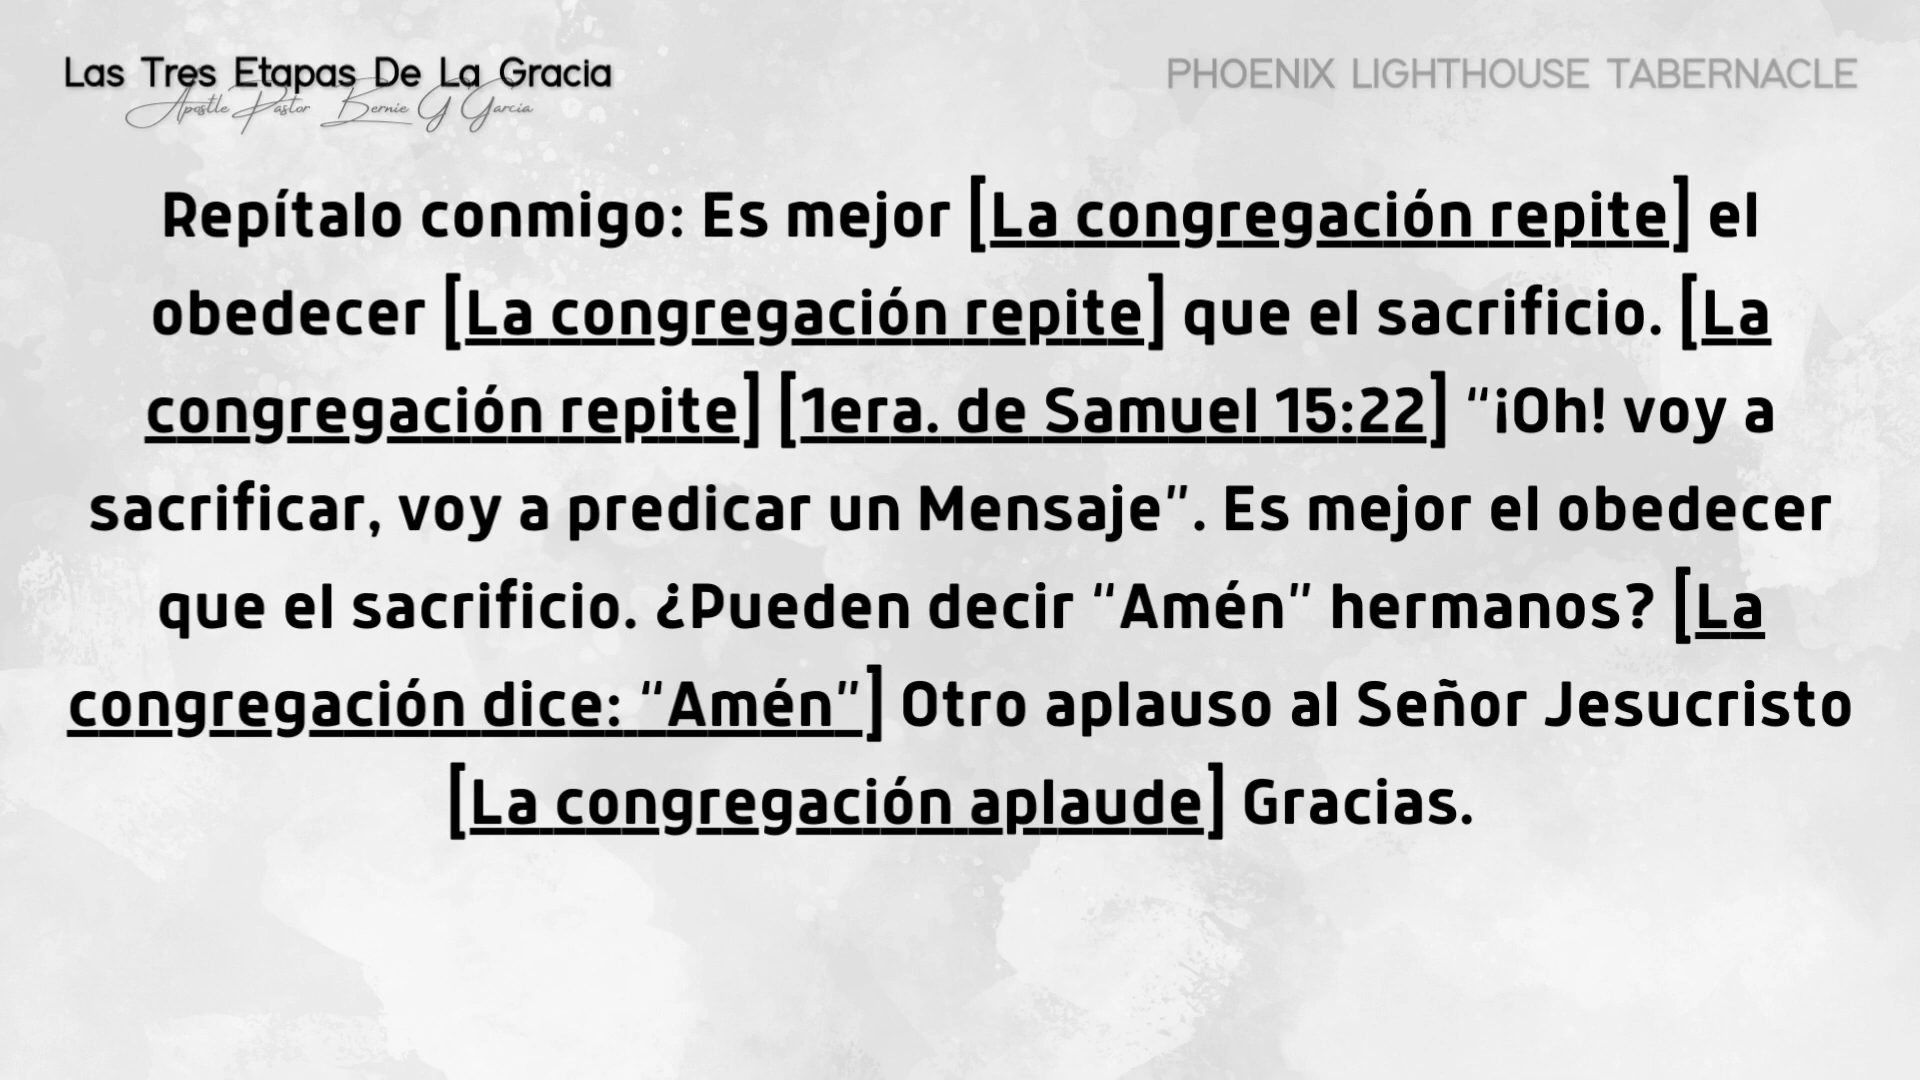 Las Tres Etapas De La Gracia
Apostle Pastor Bernie G Garcia
PHOENIX LIGHTHOUSE TABERNACLE
Repítalo conmigo: Es mejor [La congregación repite] el
obedecer [La congregación repite] que el sacrificio. [La
congregación repite] [1era. de Samuel 15:22] “¡Oh! voy a
sacrificar, voy a predicar un Mensaje”. Es mejor el obedecer
que el sacrificio. ¿Pueden decir “Amén” hermanos? [La
congregación dice: “Amén”] Otro aplauso al Señor Jesucristo
[La congregación aplaude] Gracias.